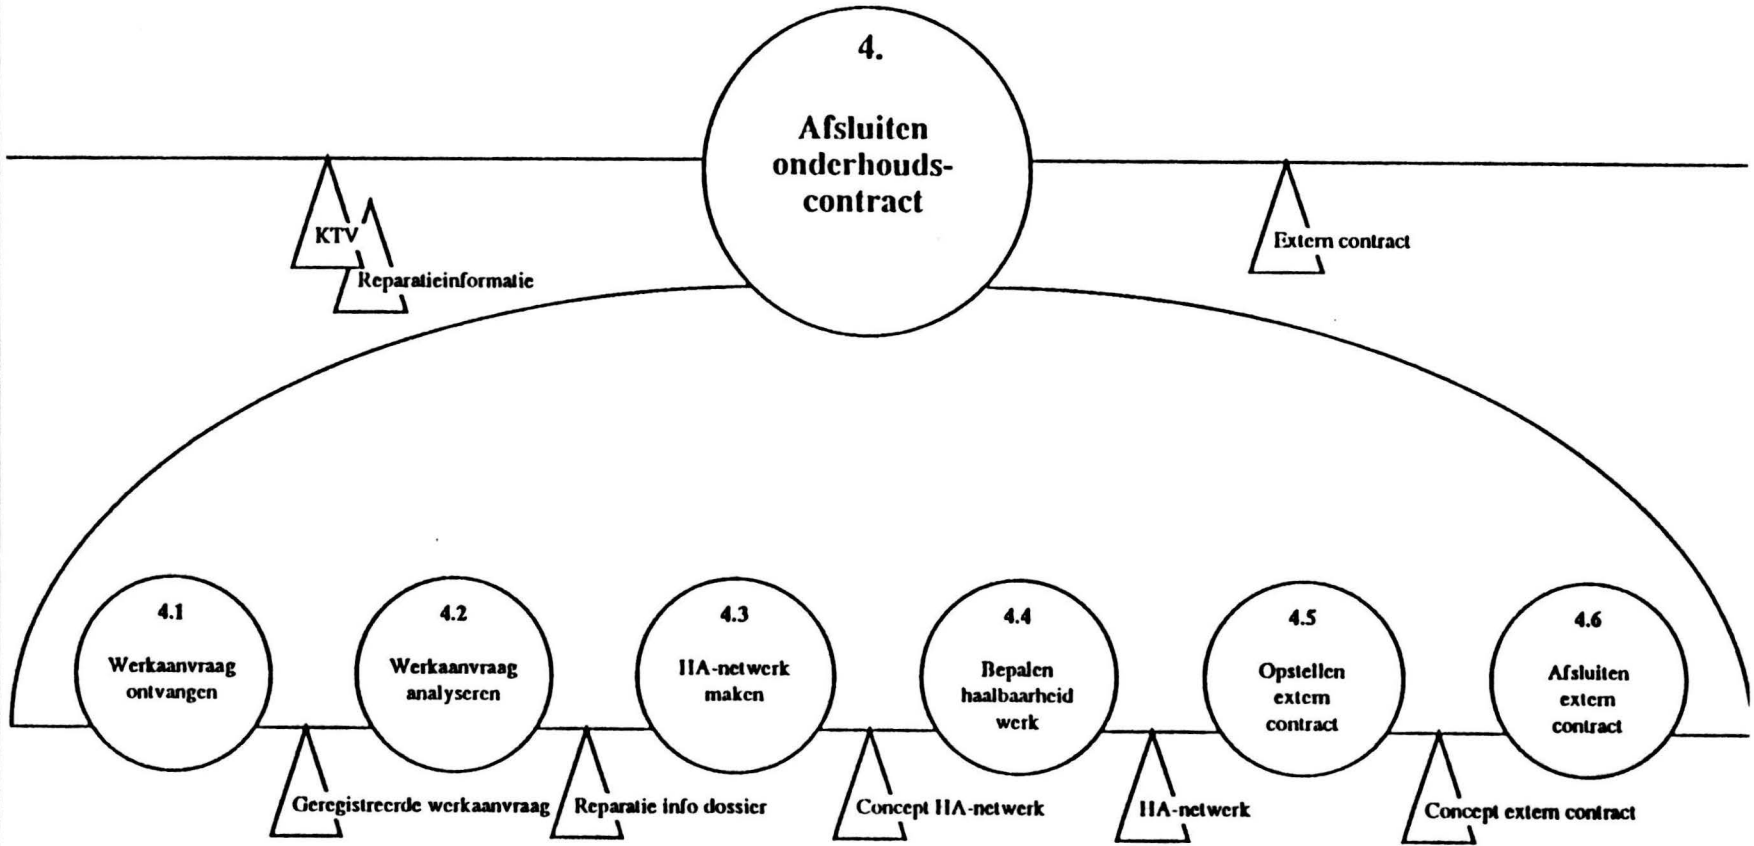 4.
Afsluiten
onderhouds-
contract
KTV
Reparatieinformatie
Extern contract
4.1
Werkaanvraag
ontvangen
4.2
Werkaanvraag
analyseren
4.3
HA-netwerk
maken
4.4
Bepalen
haalbaarheid
werk
4.5
Opstellen
extern
contract
4.6
Afsluiten
extern
contract
Geregistreerde werkaanvraag
Reparatie info dossier
Concept HA-netwerk
HA-netwerk
Concept extern contract